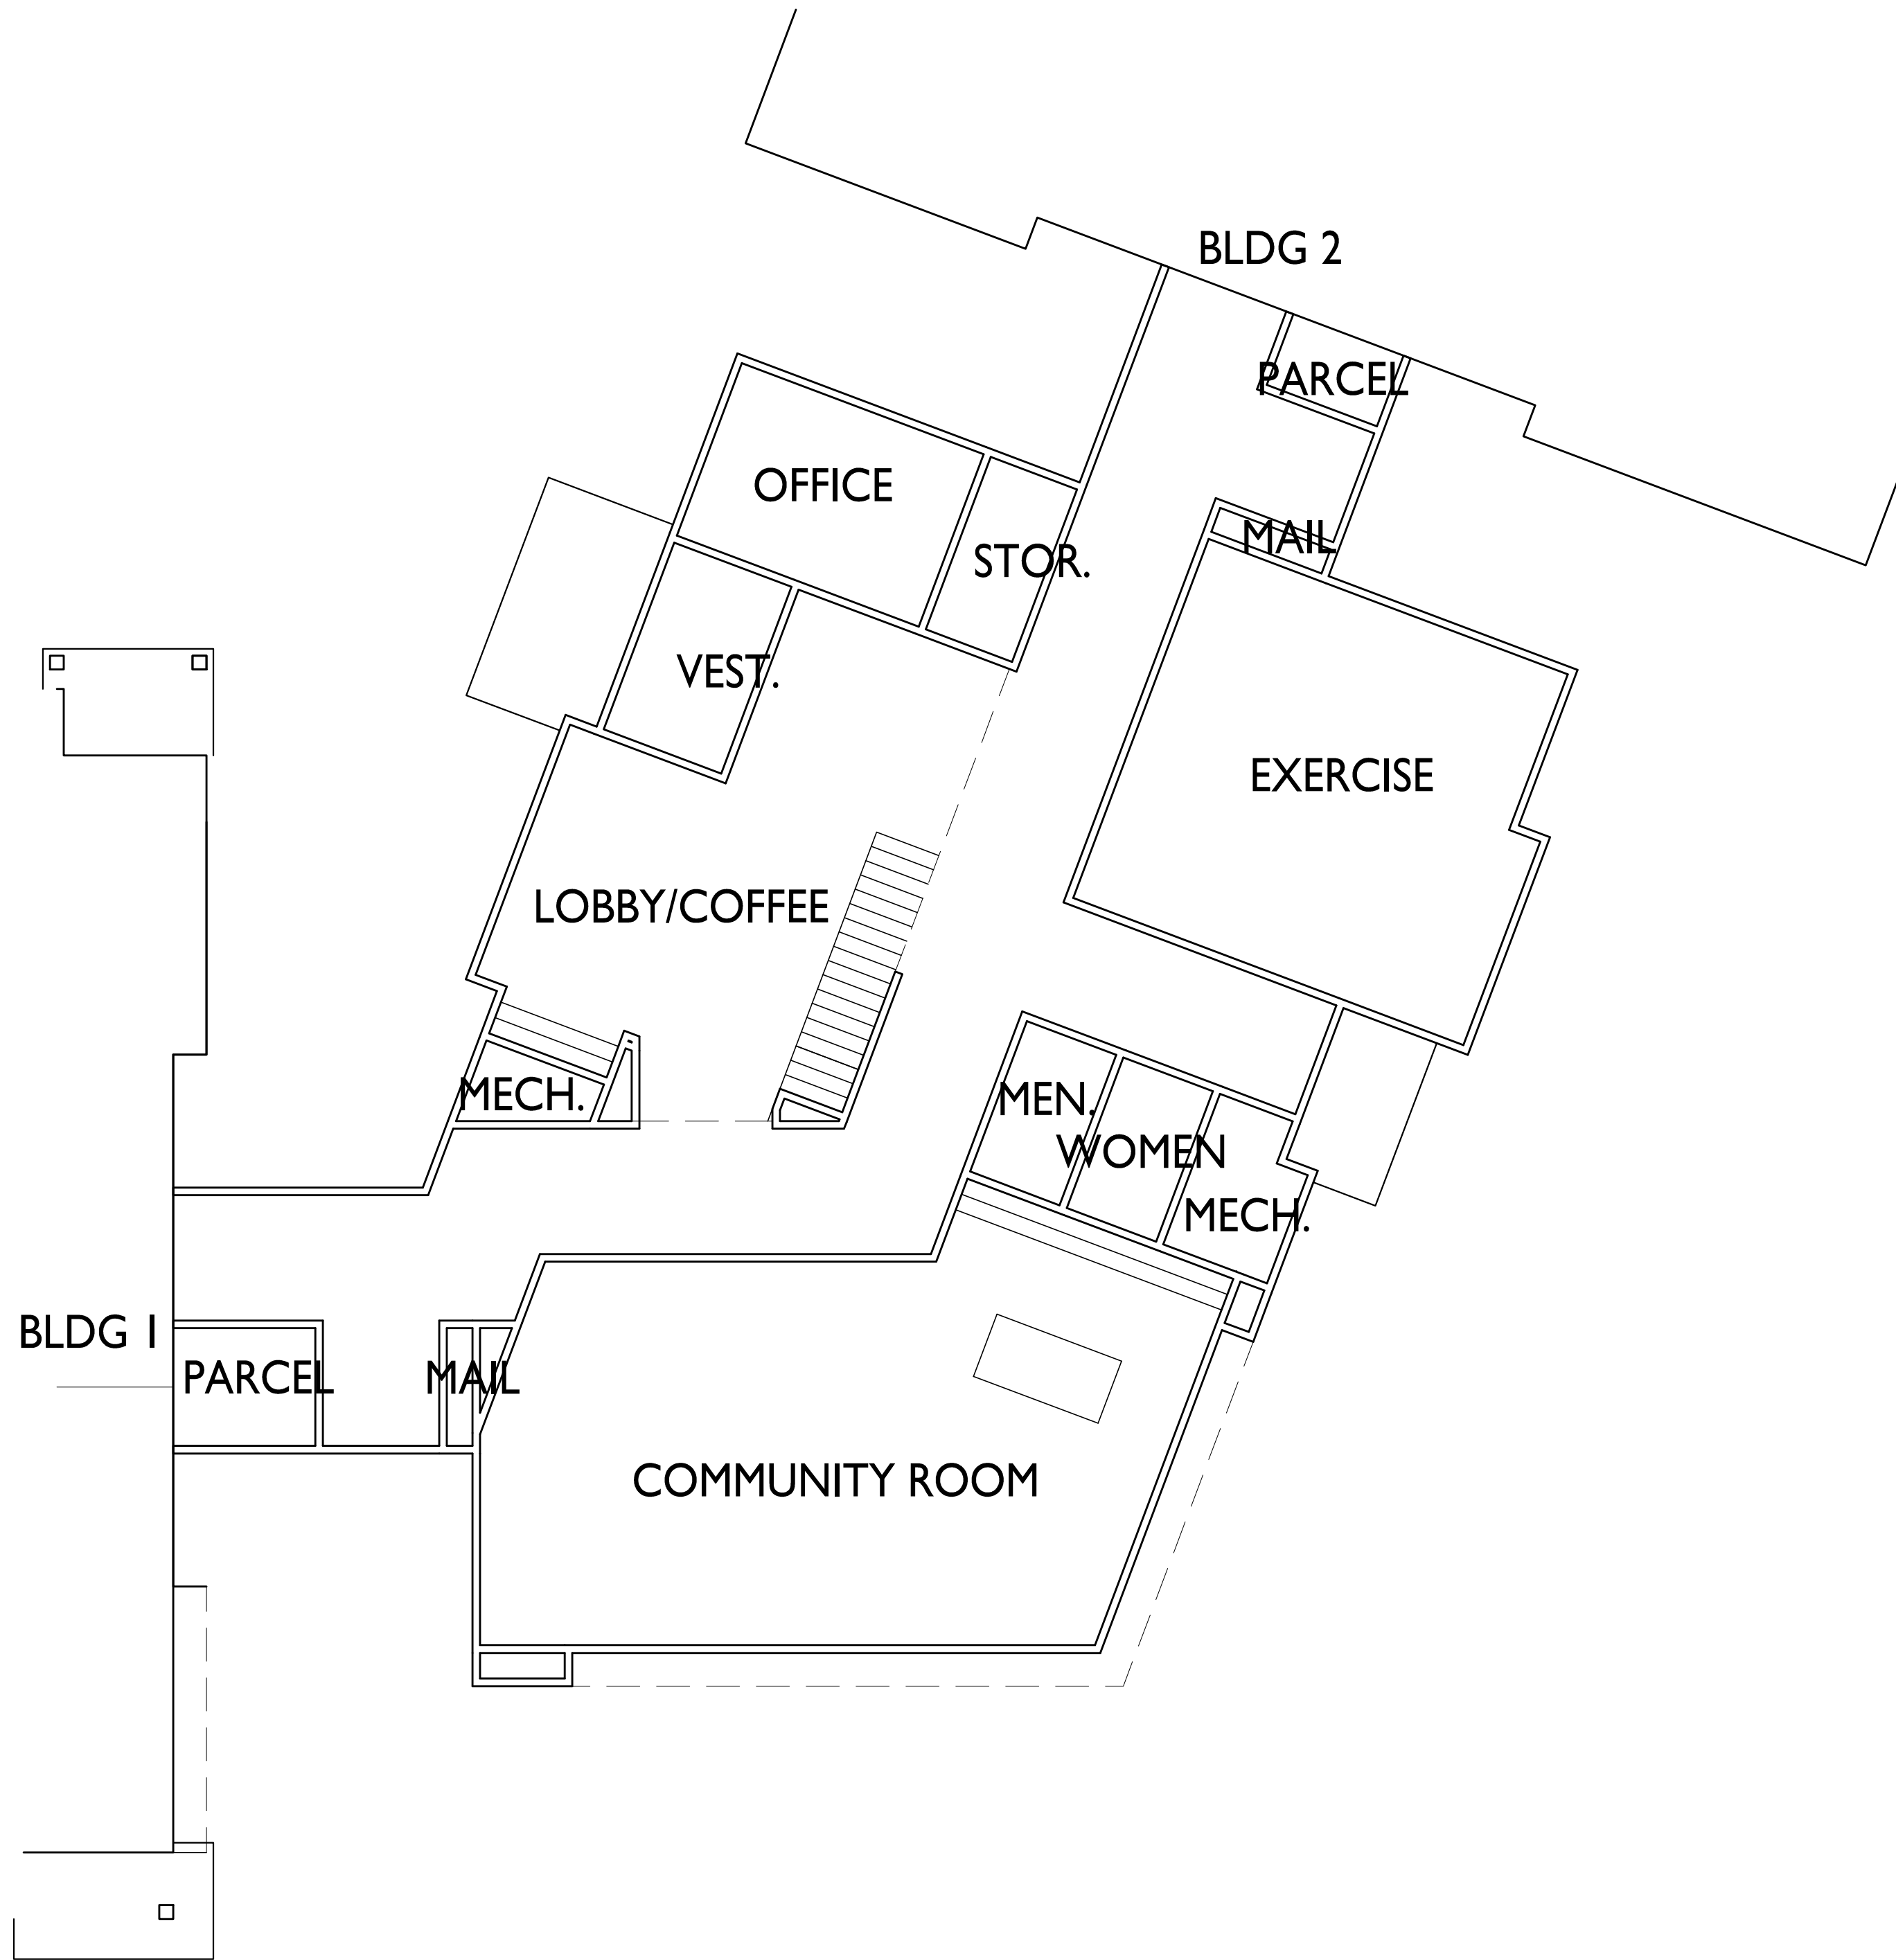 BLDG 2
PARCEL
OFFICE
MAIL
STOR.
VEST.
EXERCISE
LOBBY/COFFEE
MECH.
MEN.
WOMEN
MECH.
BLDG 1
PARCEL
MAIL
COMMUNITY ROOM